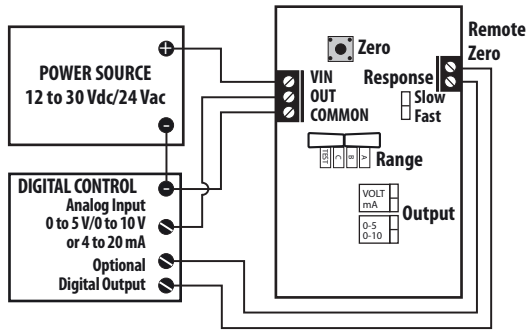 POWER SOURCE
12 to 30 Vdc/24 Vac
DIGITAL CONTROL
Analog Input
0 to 5 V/0 to 10 V
or 4 to 20 mA
Optional
Digital Output
Zero
VIN
OUT
COMMON
Response
Slow
Fast
TEST
C
B
A
Range
VOLT
mA
0-5
0-10
Output
Remote
Zero